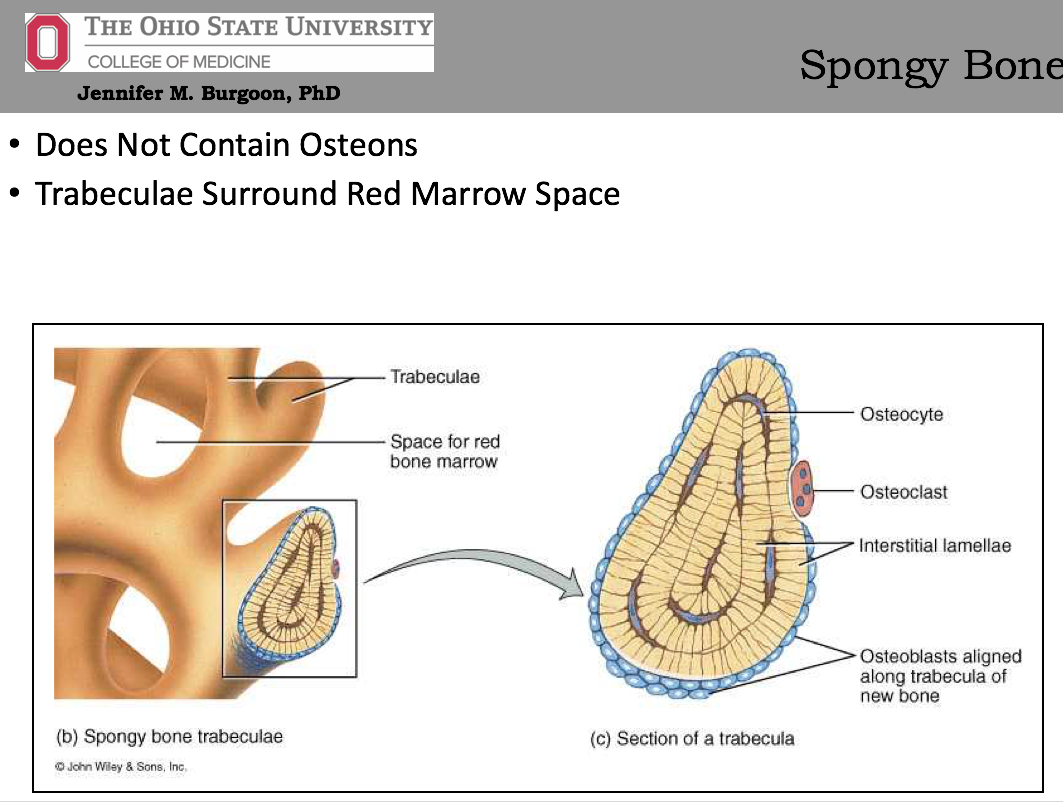 THE OHIO STATE UNIVERSITY
COLLEGE OF MEDICINE
Jennifer M. Burgoon, PhD
Spongy Bone
• Does Not Contain Osteons
• Trabeculae Surround Red Marrow Space
Trabeculae
Space for red
bone marrow
(b) Spongy bone trabeculae
© John Wiley & Sons, Inc.
Osteocyte
Osteoclast
Interstitial lamellae
Osteoblasts aligned
along trabecula of
new bone
(c) Section of a trabecula